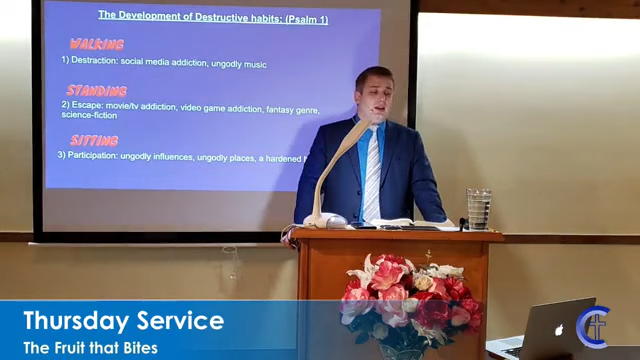 The Development of Destructive habits: (Psalm 1)
WALKING
1) Destraction: social media addiction, ungodly music
STANDING
2) Escape: movie/tv addiction, video game addiction, fantasy genre,
science-fiction
SITTING
3) Participation: ungodly influences, ungodly places, a hardened
Thursday Service
The Fruit that Bites